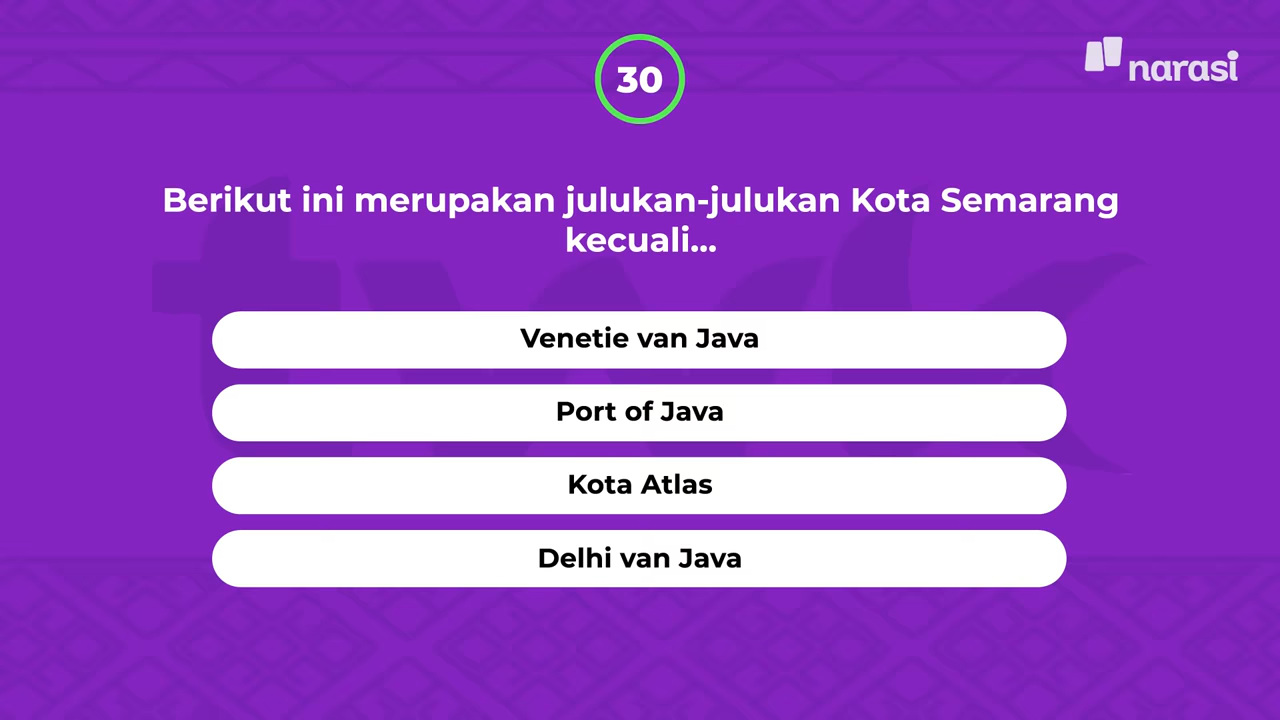 30
narasi
Berikut ini merupakan julukan-julukan Kota Semarang
kecuali...
Venetie van Java
Port of Java
Kota Atlas
Delhi van Java
twk